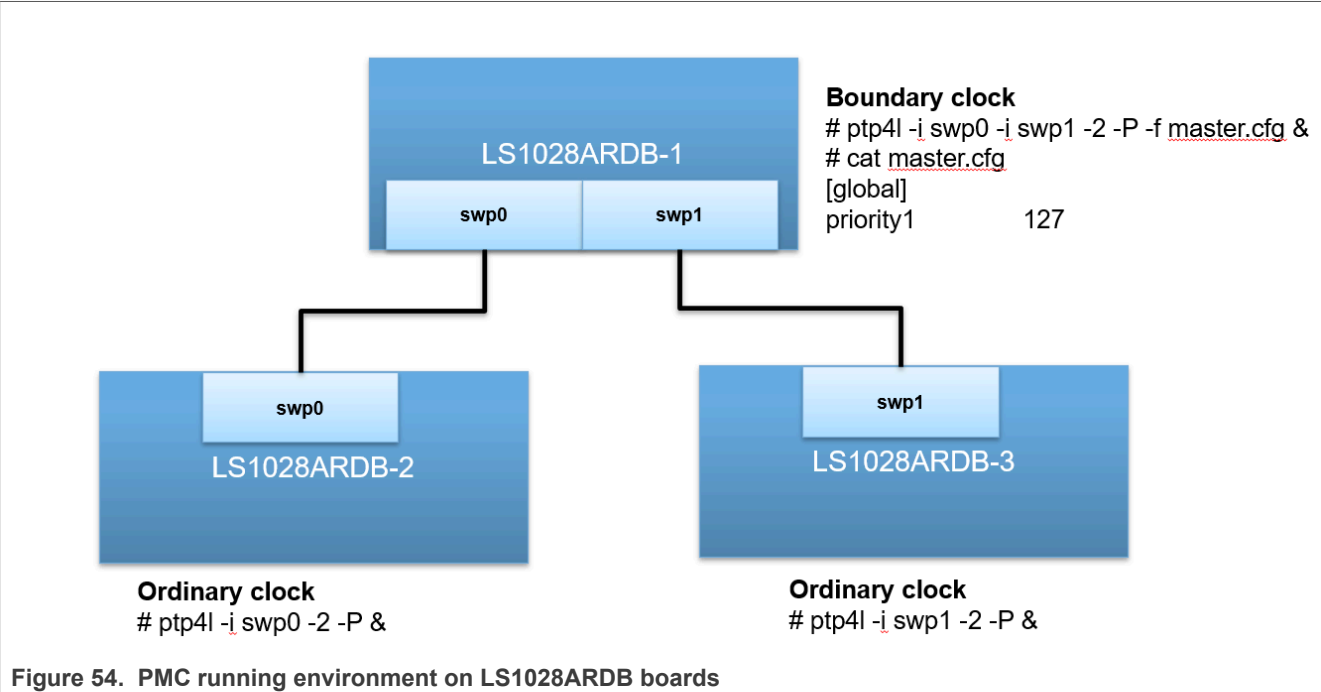 LS1028ARDB-1
swp0
swp1
Boundary clock
# ptp4l -i swp0 -i swp1 -2 -P -f master.cfg &
# cat master.cfg
[global]
priority1 127
swp0
LS1028ARDB-2
Ordinary clock
# ptp4l -i swp0 -2 -P &
swp1
LS1028ARDB-3
Ordinary clock
# ptp4l -i swp1 -2 -P &
Figure 54. PMC running environment on LS1028ARDB boards